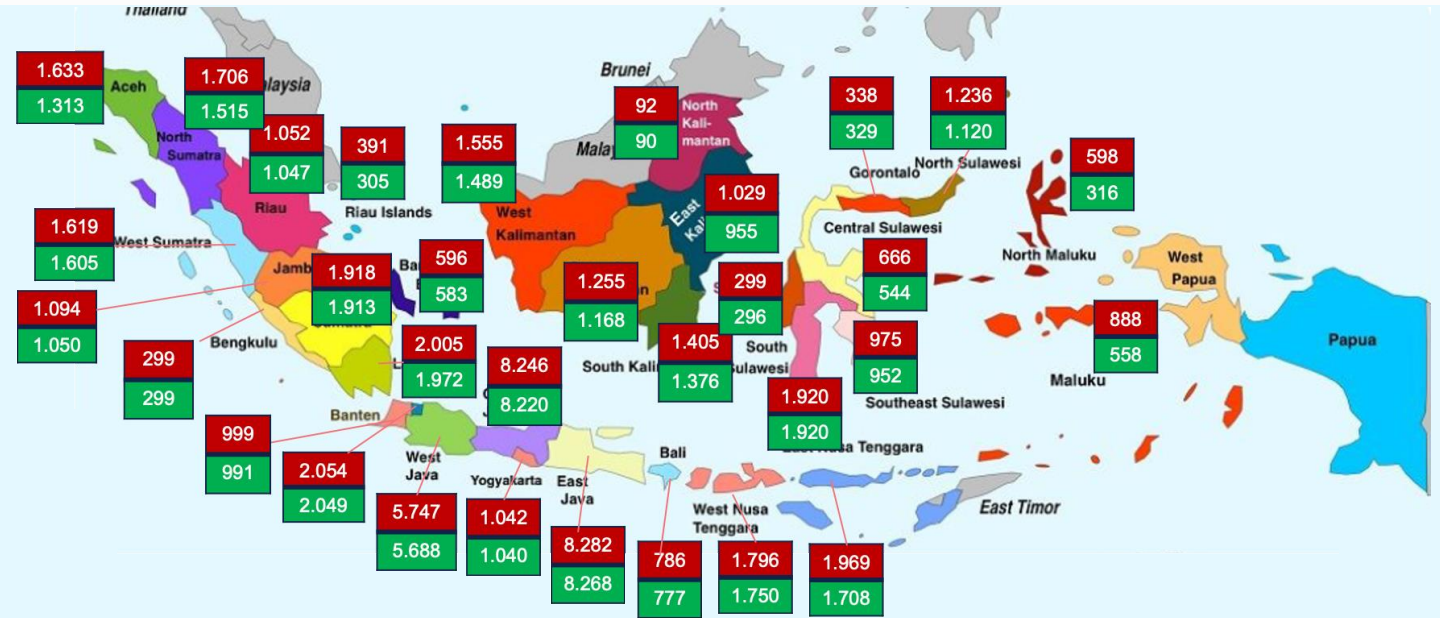 Thailand
1.633
1.313
Aceh
1.706
1.515
alaysia
North
Sumatra
1.052
1.047
391
305
Riau Islands
Riau
1.555
1.489
Brunei
Malay
92
90
North
Kali-
mantan
338
329
1.236
1.120
Gorontalo
North Sulawesi
598
316
North Maluku
1.619
1.605
West Sumatra
1.094
1.050
Jamb
1.918
1.913
Ba
596
583
West
Kalimantan
East
Kali
1.029
955
Central Sulawesi
666
544
West
Papua
Bengkulu
299
299
2.005
1.972
8.246
8.220
1.255
1.168
n
South Kali
1.405
1.376
299
296
South
Sulawesi
975
952
Southeast Sulawesi
888
558
Maluku
Papua
Banten
999
991
2.054
2.049
West
Java
5.747
5.688
Yogyakarta
1.042
1.040
East
Java
8.282
8.268
Bali
786
777
West Nusa
Tenggara
1.796
1.750
1.920
1.920
East Nusa Tenggara
1.969
1.708
East Timor